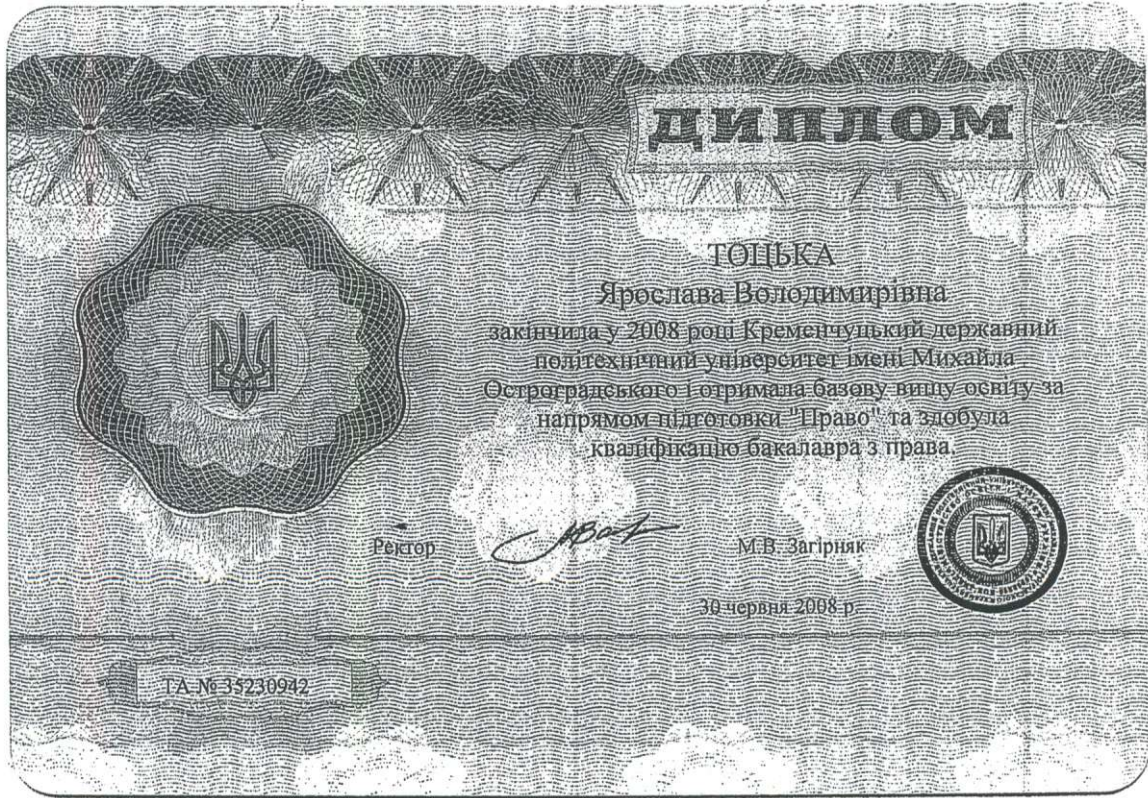 ДИПЛОМ
ТОЦЬКА
Ярослава Володимирівна
закінчила у 2008 році Кременчуцький державний
політехнічний університет імені Михайла
Остроградського і отримала базову вищу освіту за
напрямом підготовки "Право" та здобула
кваліфікацію бакалавра з права.
Ректор М.В. Загірняк
30 червня 2008 р.
ТА № 35230942